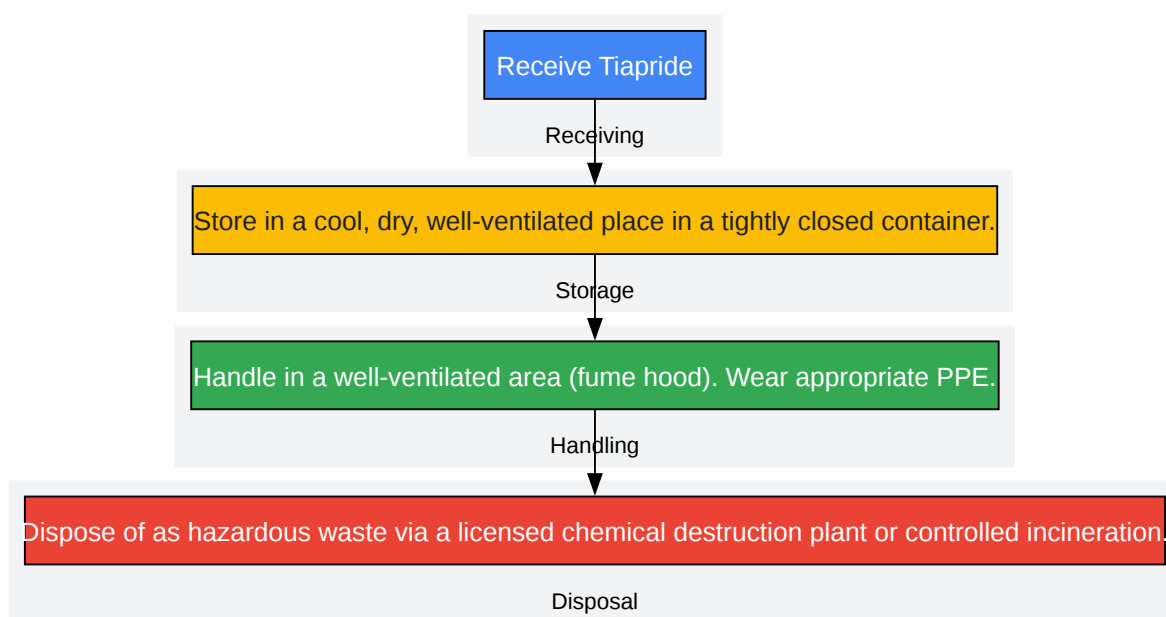 Receive Tiapride
Receiving
Store in a cool, dry, well-ventilated place in a tightly closed container.
Storage
Handle in a well-ventilated area (fume hood). Wear appropriate PPE.
Handling
Dispose of as hazardous waste via a licensed chemical destruction plant or controlled incineration.
Disposal